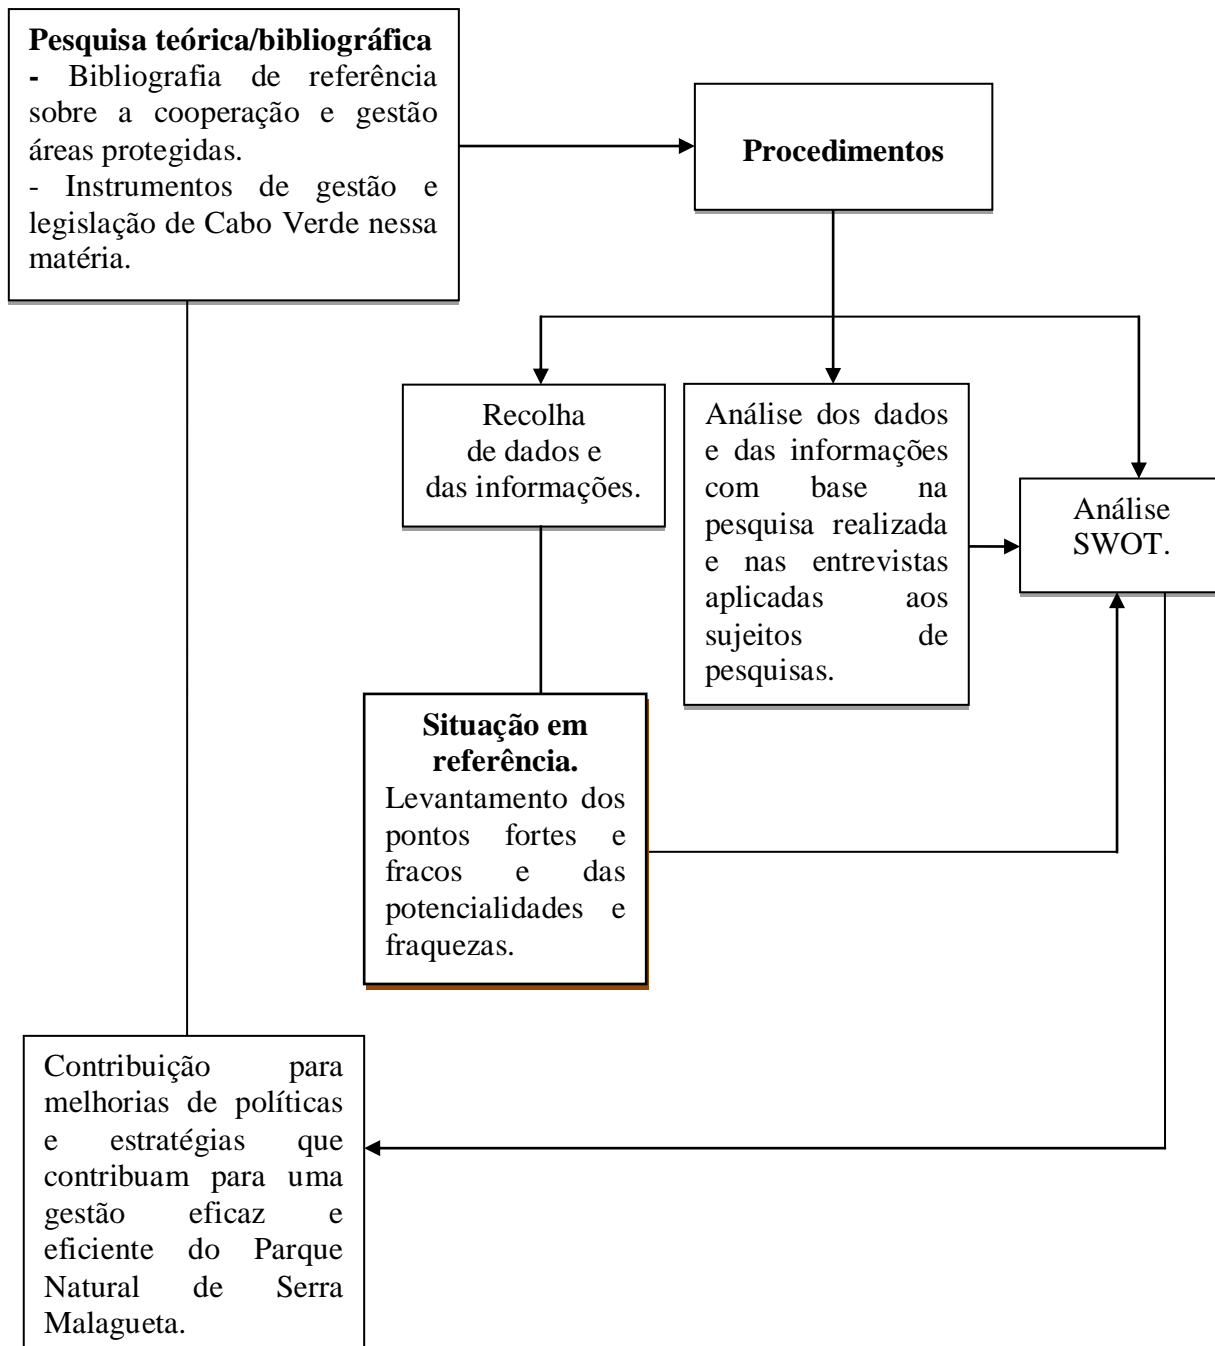 Pesquisa teórica/bibliográfica
- Bibliografia de referência
sobre a cooperação e gestão
áreas protegidas.
- Instrumentos de gestão e
legislação de Cabo Verde nessa
matéria.
Procedimentos
Recolha
de dados e
das informações.
Análise dos dados
e das informações
com base na
pesquisa realizada
e nas entrevistas
aplicadas aos
sujeitos de
pesquisas.
Análise
SWOT.
Situação em
referência.
Levantamento dos
pontos fortes e
fracos e das
potencialidades e
fraquezas.
Contribuição para
melhorias de políticas
e estratégias que
contribuam para uma
gestão eficaz e
eficiente do Parque
Natural de Serra
Malagueta.